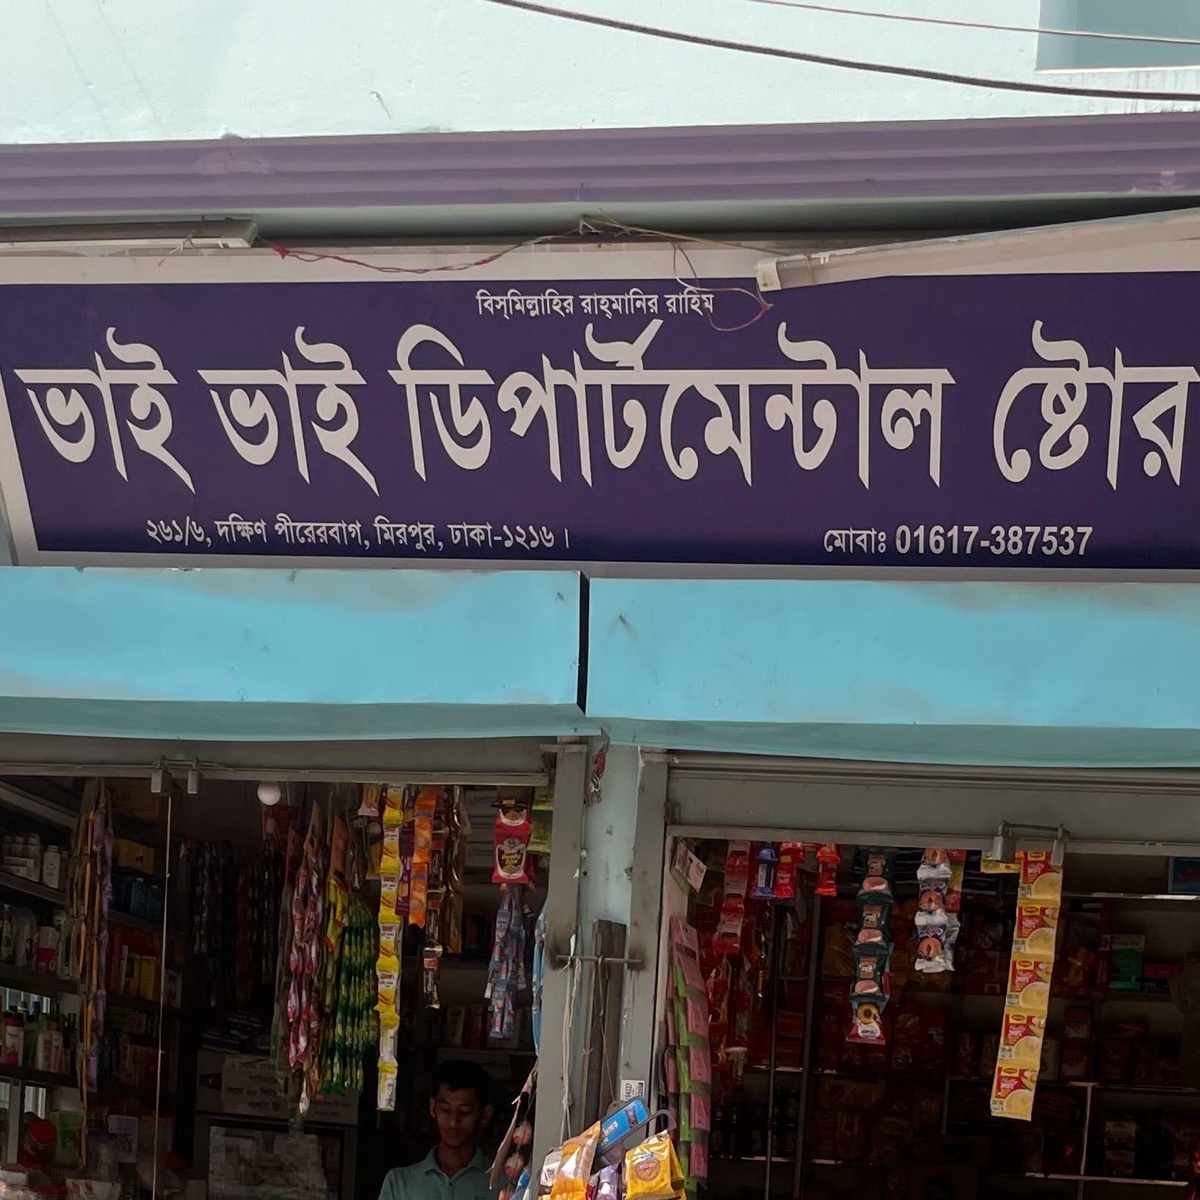 বিস্‌মিল্লাহির রাহ্‌মানির রাহিম
ভাই ভাই ডিপার্টমেন্টাল ষ্টোর
২৬১/৬, দক্ষিণ পীরেরবাগ, মিরপুর, ঢাকা-১২১৬।
মোবাঃ 01617-387537